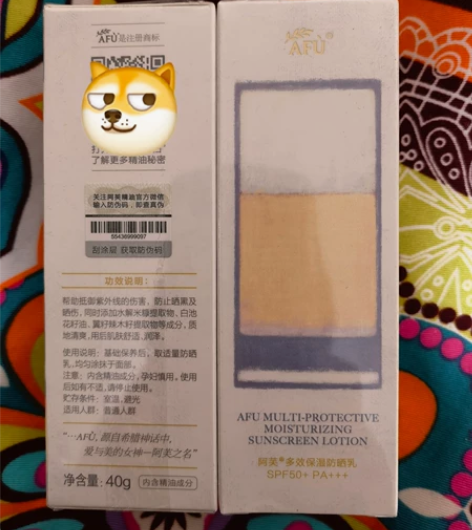 AFÙ是注册商标
了解更多精油秘密
关注阿芙精油官方微信
输入防伪码,即查真伪
刮涂层 获取防伪码
功效说明:
帮助抵御紫外线的伤害,防止晒黑及
晒伤,同时添加水解米糠提取物、白池
花籽油、翼籽辣木籽提取物等成分,质
地清爽,用后肌肤舒适、润泽。
使用说明:基础保养后,取适量防晒
乳,均匀涂抹于面部。
注意:内含精油成分,孕妇慎用。使用
后如有不适,请停止使用。
贮存条件:室温,避光
适用人群:普通人群
“…AFÙ,源自希腊神话中,
爱与美的女神—阿芙之名”
净含量:40g
内含精油成分
AFÙ®
AFU MULTI-PROTECTIVE
MOISTURIZING
SUNSCREEN LOTION
阿芙®多效保湿防晒乳
SPF50+ PA+++